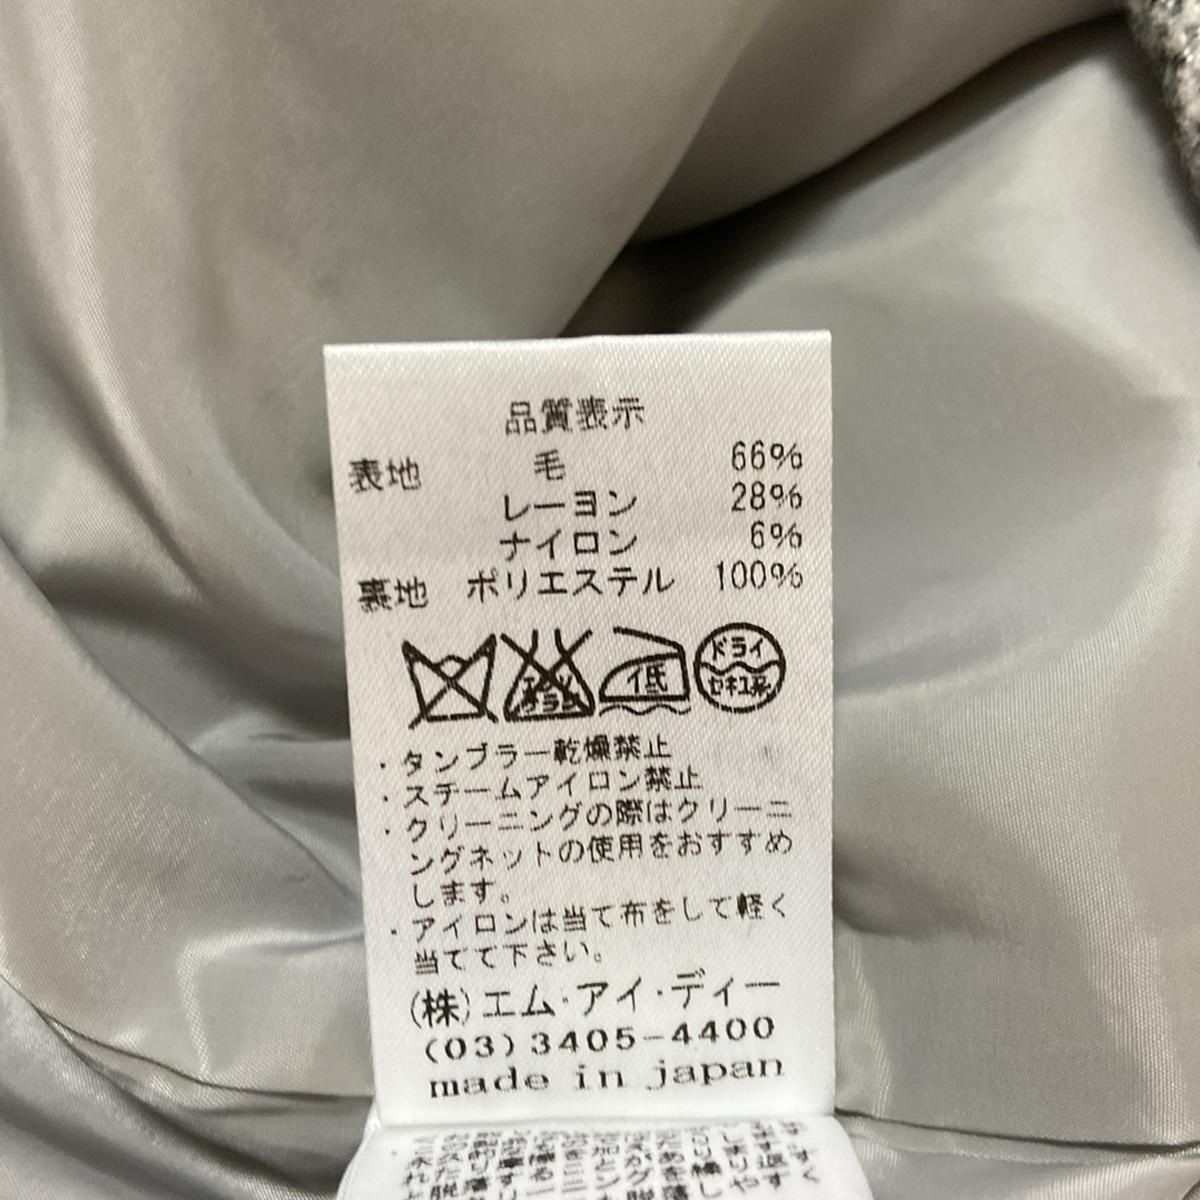 品質表示
表地 毛 66%
レーヨン 28%
ナイロン 6%
裏地 ポリエステル 100%
エンソ サラシ 低 ドライ セキユ系
・タンブラー乾燥禁止
・スチームアイロン禁止
・クリーニングの際はクリーニ
ングネットの使用をおすすめ
します。
・アイロンは当て布をして軽く
当てて下さい。
(株)エム・アイ・ディー
(03)3405-4400
made in japan